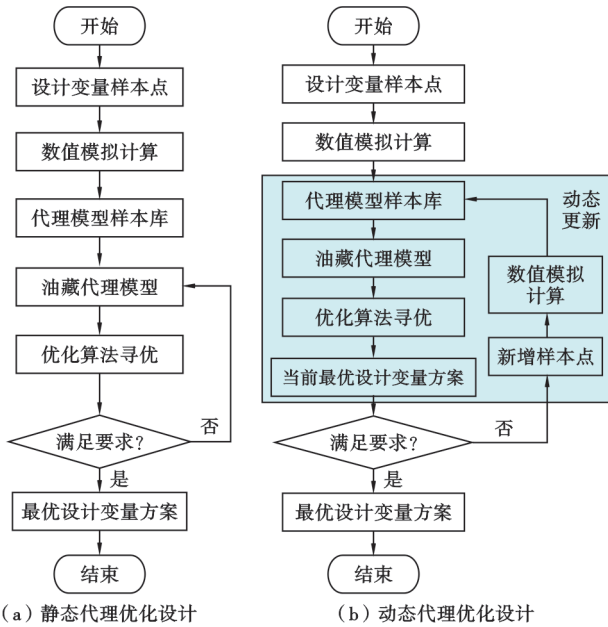 开始
设计变量样本点
数值模拟计算
代理模型样本库
油藏代理模型
优化算法寻优
满足要求?
否
是
最优设计变量方案
结束
(a)静态代理优化设计
开始
设计变量样本点
数值模拟计算
代理模型样本库
动态
更新
油藏代理模型
数值模拟
计算
优化算法寻优
新增样本点
当前最优设计变量方案
满足要求?
否
是
最优设计变量方案
结束
(b)动态代理优化设计